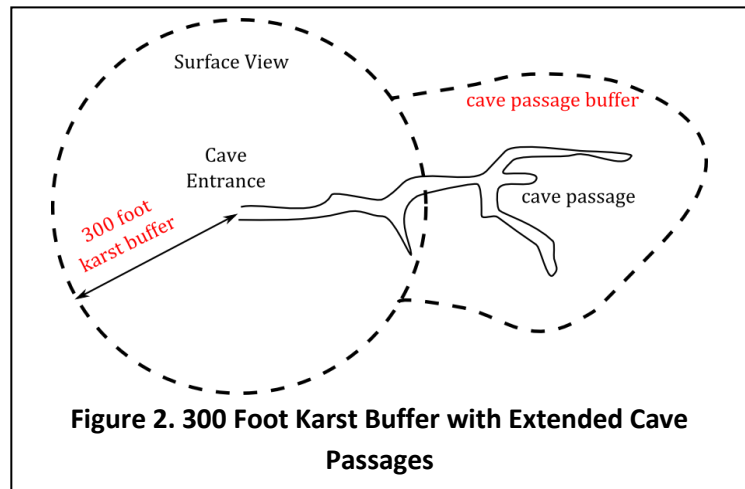 Surface View
cave passage buffer
Cave
Entrance
cave passage
300 foot
karst buffer
Figure 2. 300 Foot Karst Buffer with Extended Cave
Passages